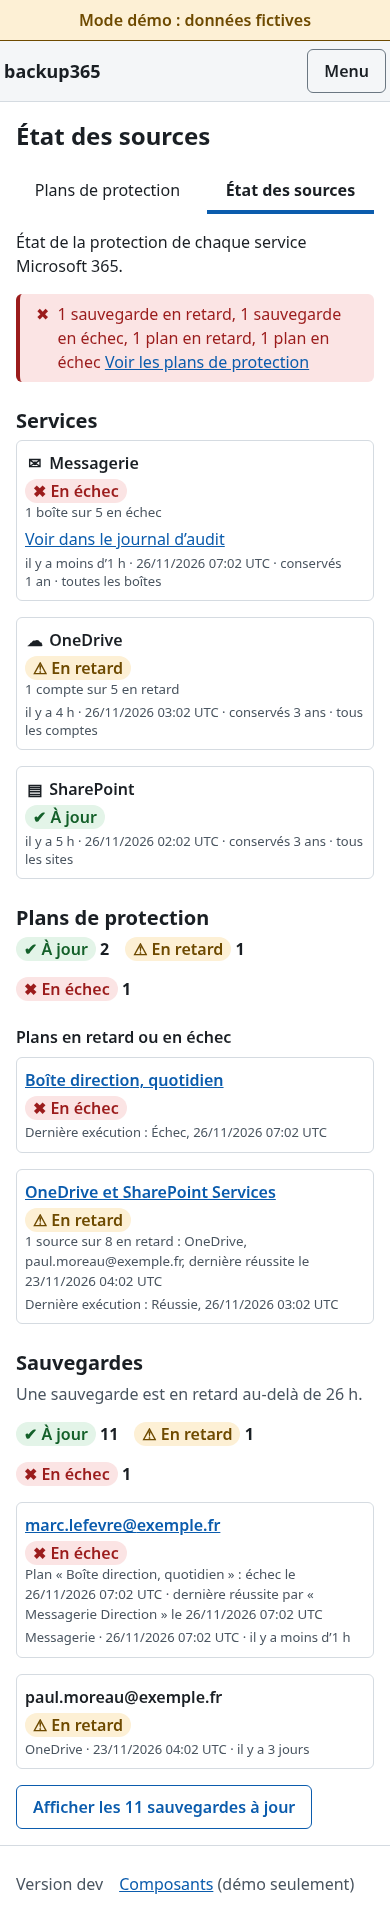 Mode démo : données fictives
backup365
Menu
État des sources
Plans de protection
État des sources
État de la protection de chaque service
Microsoft 365.
✖ 1 sauvegarde en retard, 1 sauvegarde
en échec, 1 plan en retard, 1 plan en
échec Voir les plans de protection
Services
✉ Messagerie
✖ En échec
1 boîte sur 5 en échec
Voir dans le journal d’audit
il y a moins d’1 h · 26/11/2026 07:02 UTC · conservés
1 an · toutes les boîtes
☁ OneDrive
⚠ En retard
1 compte sur 5 en retard
il y a 4 h · 26/11/2026 03:02 UTC · conservés 3 ans · tous
les comptes
▤ SharePoint
✔ À jour
il y a 5 h · 26/11/2026 02:02 UTC · conservés 3 ans · tous
les sites
Plans de protection
✔ À jour 2 ⚠ En retard 1
✖ En échec 1
Plans en retard ou en échec
Boîte direction, quotidien
✖ En échec
Dernière exécution : Échec, 26/11/2026 07:02 UTC
OneDrive et SharePoint Services
⚠ En retard
1 source sur 8 en retard : OneDrive,
paul.moreau@exemple.fr, dernière réussite le
23/11/2026 04:02 UTC
Dernière exécution : Réussie, 26/11/2026 03:02 UTC
Sauvegardes
Une sauvegarde est en retard au-delà de 26 h.
✔ À jour 11 ⚠ En retard 1
✖ En échec 1
marc.lefevre@exemple.fr
✖ En échec
Plan « Boîte direction, quotidien » : échec le
26/11/2026 07:02 UTC · dernière réussite par «
Messagerie Direction » le 26/11/2026 07:02 UTC
Messagerie · 26/11/2026 07:02 UTC · il y a moins d’1 h
paul.moreau@exemple.fr
⚠ En retard
OneDrive · 23/11/2026 04:02 UTC · il y a 3 jours
Afficher les 11 sauvegardes à jour
Version dev Composants (démo seulement)